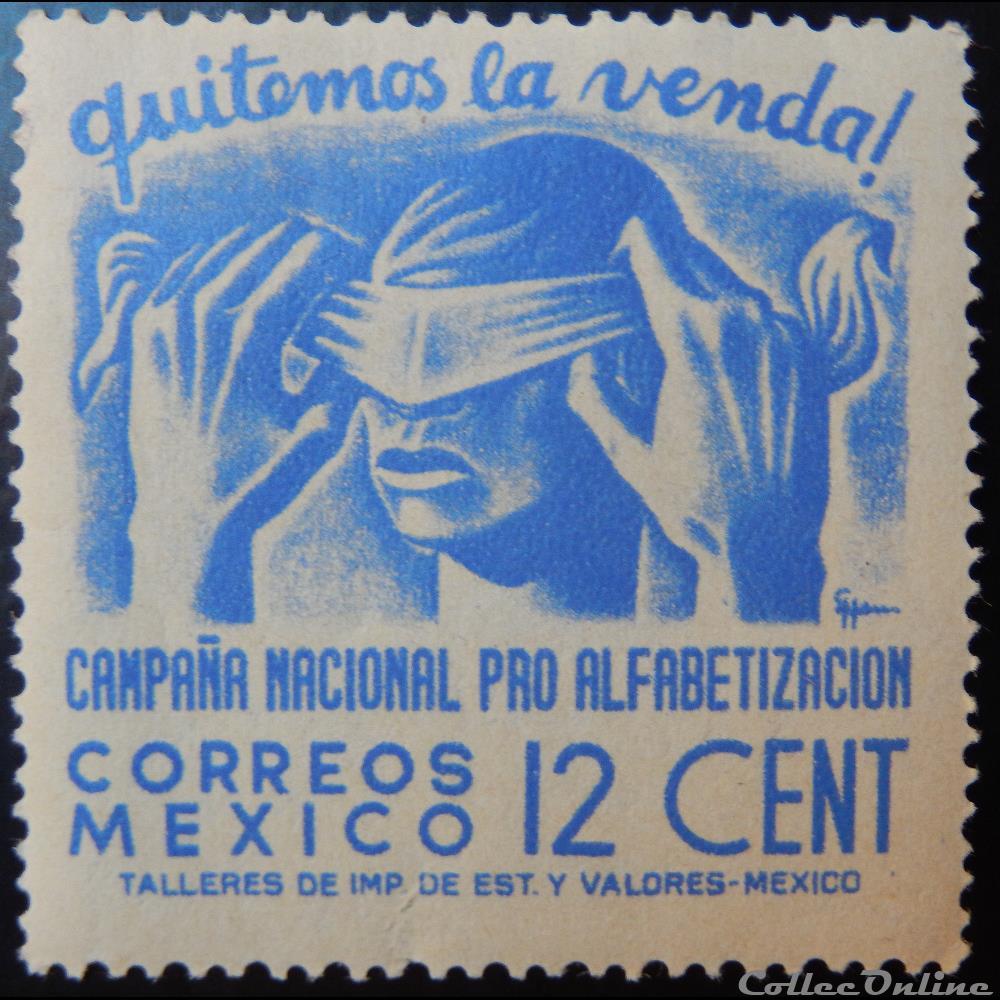 quitemos la venda!
Eppens
CAMPAÑA NACIONAL PRO ALFABETIZACION
CORREOS
MEXICO
12 CENT
TALLERES DE IMP. DE EST. Y VALORES-MEXICO
CollecOnline